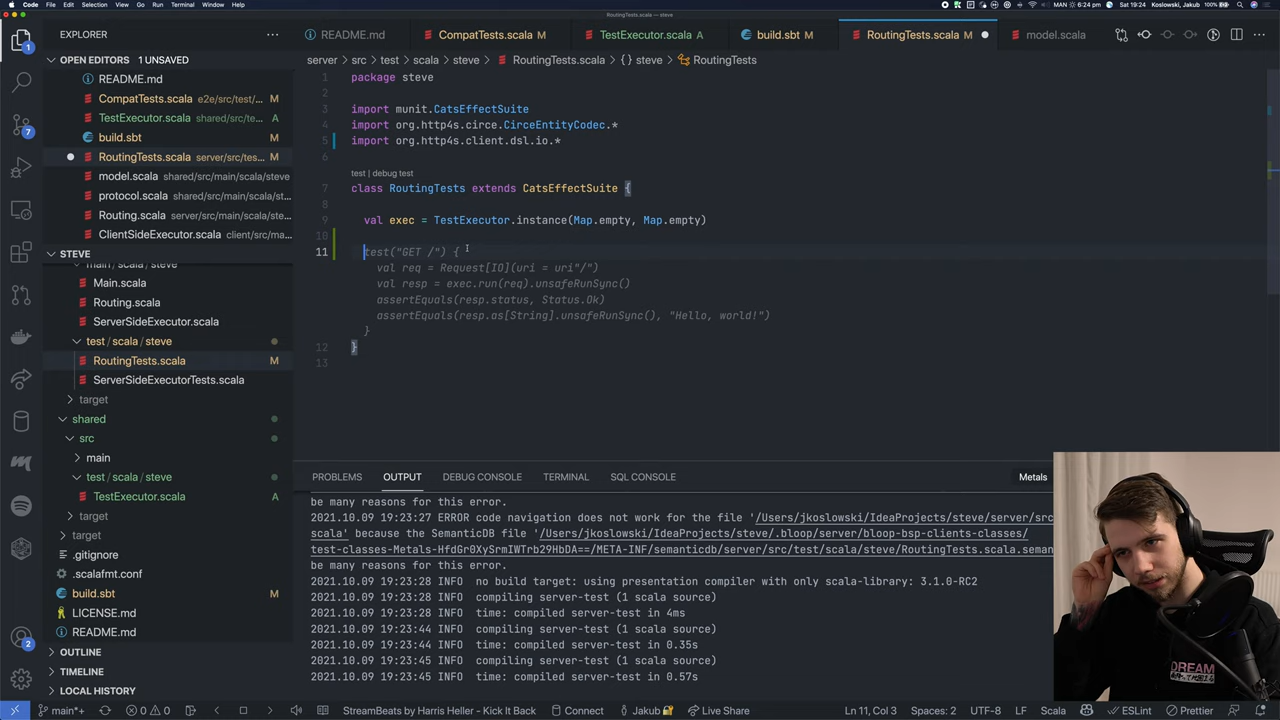 Code File Edit Selection View Go Run Terminal Window Help
MAN 6:24 pm Sat 19:24 Koslowski, Jakub 100%
RoutingTests.scala — steve
EXPLORER
README.md CompatTests.scala M TestExecutor.scala A build.sbt M RoutingTests.scala M model.scala
server > src > test > scala > steve > RoutingTests.scala > {} steve > RoutingTests
OPEN EDITORS 1 UNSAVED
README.md
CompatTests.scala e2e/src/test/... M
TestExecutor.scala shared/src/te... A
build.sbt M
RoutingTests.scala server/src/tes... M
model.scala shared/src/main/scala/steve
protocol.scala shared/src/main/scala/st...
Routing.scala server/src/main/scala/steve
ClientSideExecutor.scala client/src/main/sca...
STEVE
main / scala / steve
Main.scala
Routing.scala
ServerSideExecutor.scala
test / scala / steve
RoutingTests.scala M
ServerSideExecutorTests.scala
target
shared
src
main
test / scala / steve
TestExecutor.scala A
target
target
.gitignore
.scalafmt.conf
build.sbt M
LICENSE.md
README.md
OUTLINE
TIMELINE
LOCAL HISTORY
1 package steve
2
3 import munit.CatsEffectSuite
4 import org.http4s.circe.CirceEntityCodec.*
5 import org.http4s.client.dsl.io.*
6
test | debug test
7 class RoutingTests extends CatsEffectSuite {
8
9 val exec = TestExecutor.instance(Map.empty, Map.empty)
10
11 test("GET /") {
val req = Request[IO](uri = uri"/")
val resp = exec.run(req).unsafeRunSync()
assertEquals(resp.status, Status.Ok)
assertEquals(resp.as[String].unsafeRunSync(), "Hello, world!")
}
12 }
13
PROBLEMS OUTPUT DEBUG CONSOLE TERMINAL SQL CONSOLE Metals
be many reasons for this error.
2021.10.09 19:23:27 ERROR code navigation does not work for the file '/Users/jkoslowski/IdeaProjects/steve/server/src
scala' because the SemanticDB file '/Users/jkoslowski/IdeaProjects/steve/.bloop/server/bloop-bsp-clients-classes/
test-classes-Metals-HfdGr0XySrmIWTrb29HbDA==/META-INF/semanticdb/server/src/test/scala/steve/RoutingTests.scala.seman
be many reasons for this error.
2021.10.09 19:23:28 INFO no build target: using presentation compiler with only scala-library: 3.1.0-RC2
2021.10.09 19:23:28 INFO compiling server-test (1 scala source)
2021.10.09 19:23:28 INFO time: compiled server-test in 4ms
2021.10.09 19:23:44 INFO compiling server-test (1 scala source)
2021.10.09 19:23:44 INFO time: compiled server-test in 0.35s
2021.10.09 19:23:45 INFO compiling server-test (1 scala source)
2021.10.09 19:23:45 INFO time: compiled server-test in 0.57s
DREAM
main*+ 0 0 StreamBeats by Harris Heller - Kick It Back Connect Jakub Live Share Ln 11, Col 3 Spaces: 2 UTF-8 LF Scala ESLint Prettier